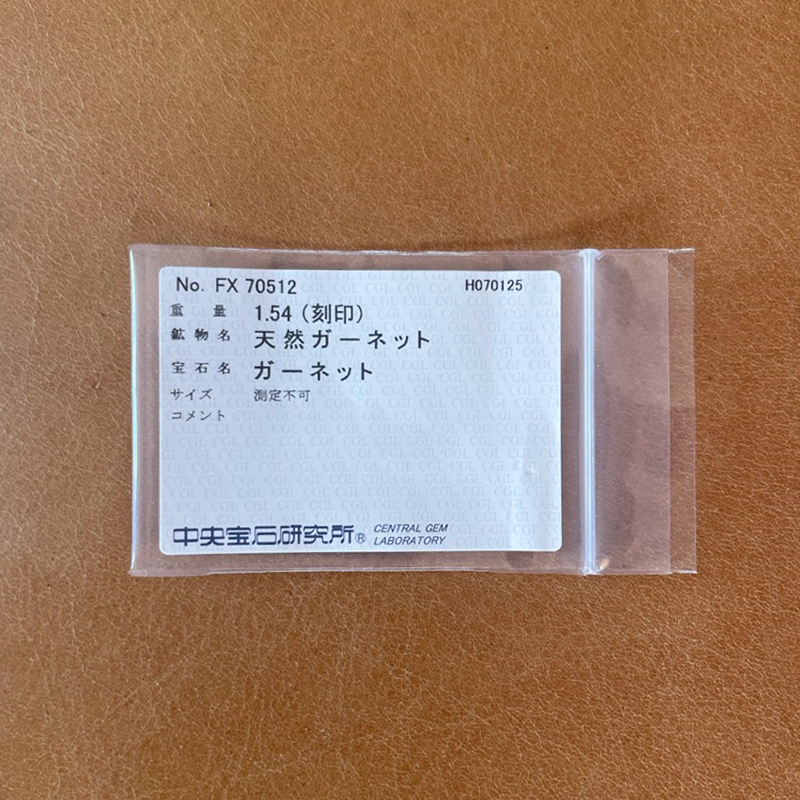 No. FX 70512 H070125
重 量 1.54 (刻印)
鉱物名 天然ガーネット
宝石名 ガーネット
サイズ 測定不可
コメント
中央宝石研究所® CENTRAL GEM
LABORATORY